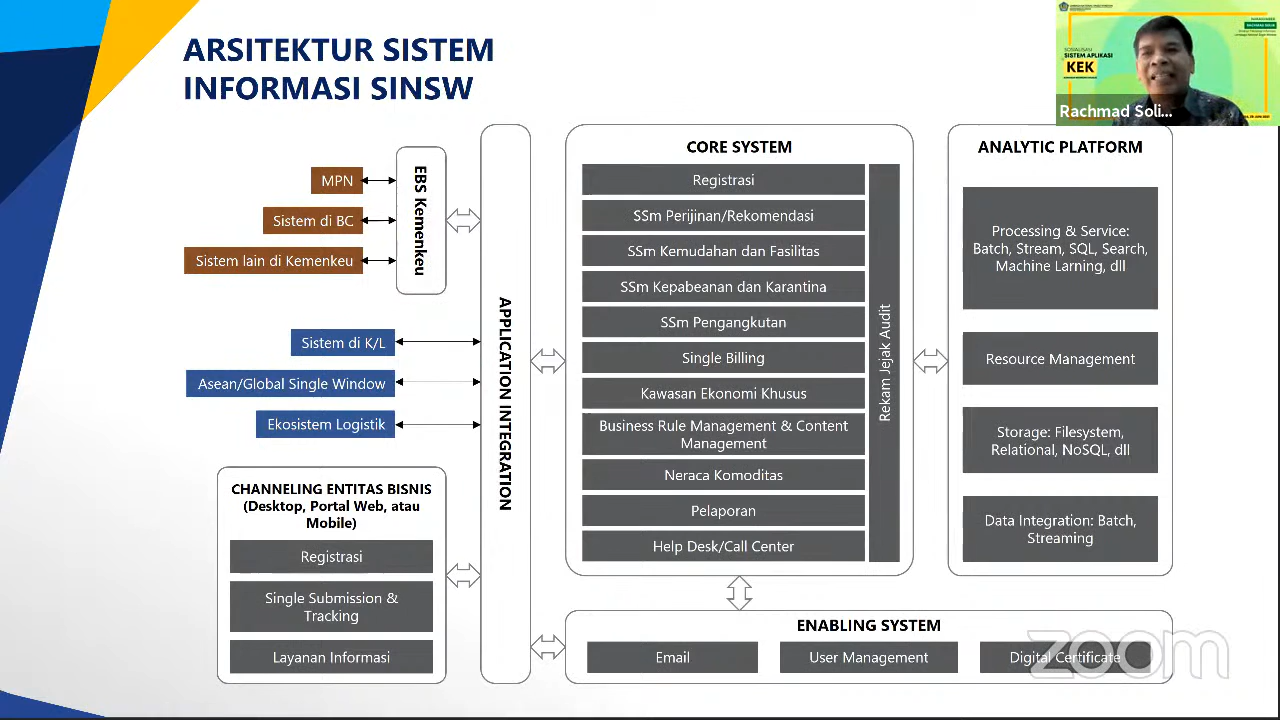 ARSITEKTUR SISTEM
INFORMASI SINSW
SOSIALISASI
SISTEM APLIKASI
KEK
Rachmad Soli...
MPN
Sistem di BC
Sistem lain di Kemenkeu
EBS Kemenkeu
Sistem di K/L
Asean/Global Single Window
Ekosistem Logistik
CHANNELING ENTITAS BISNIS
(Desktop, Portal Web, atau
Mobile)
Registrasi
Single Submission &
Tracking
Layanan Informasi
APPLICATION INTEGRATION
CORE SYSTEM
Registrasi
SSm Perijinan/Rekomendasi
SSm Kemudahan dan Fasilitas
SSm Kepabeanan dan Karantina
SSm Pengangkutan
Single Billing
Kawasan Ekonomi Khusus
Business Rule Management & Content
Management
Neraca Komoditas
Pelaporan
Help Desk/Call Center
Rekam Jejak Audit
ANALYTIC PLATFORM
Processing & Service:
Batch, Stream, SQL, Search,
Machine Larning, dll
Resource Management
Storage: Filesystem,
Relational, NoSQL, dll
Data Integration: Batch,
Streaming
ENABLING SYSTEM
Email
User Management
Digital Certificate
zoom